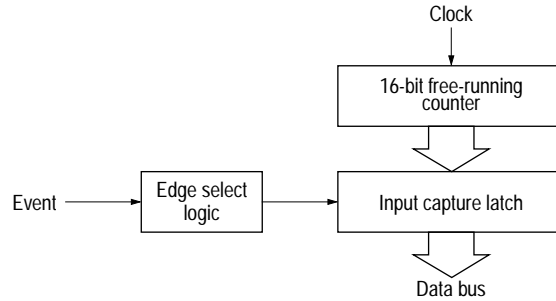 Clock
16-bit free-running
counter
Event
Edge select
logic
Input capture latch
Data bus